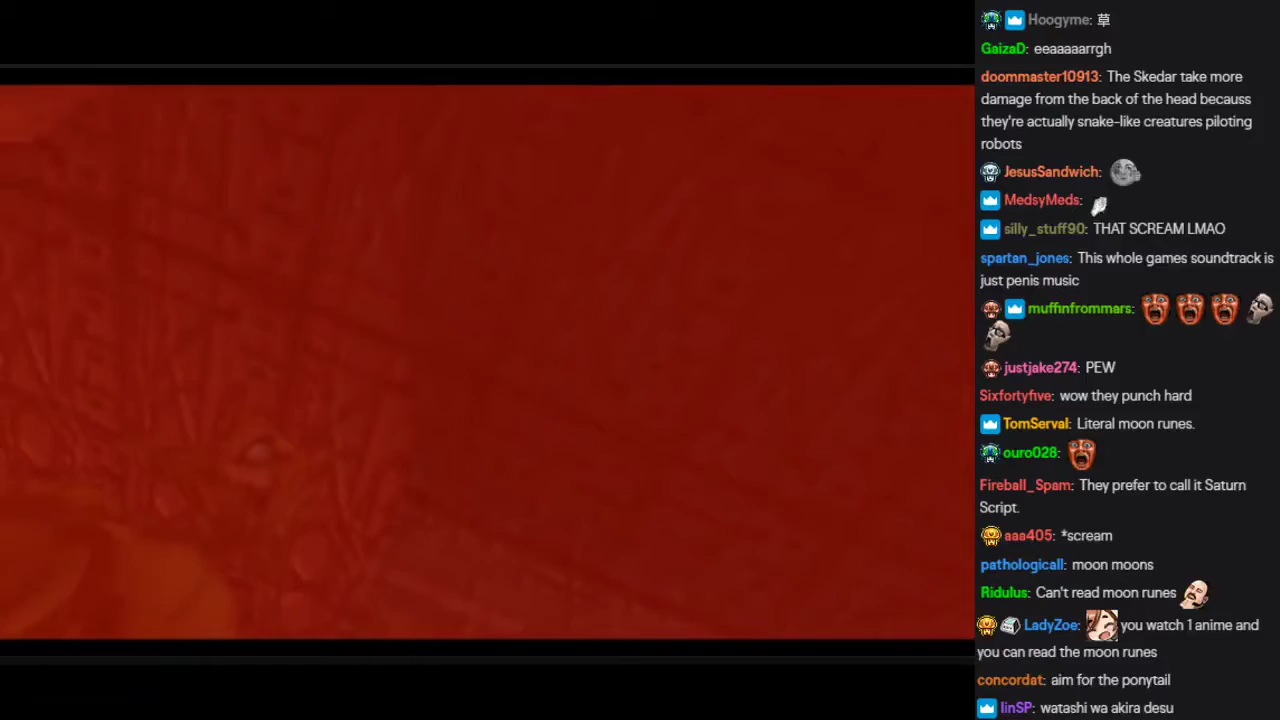 Hoogyme: 草
GaizaD: eeaaaaarrgh
doommaster10913: The Skedar take more
damage from the back of the head becauss
they're actually snake-like creatures piloting
robots
JesusSandwich:
MedsyMeds:
silly_stuff90: THAT SCREAM LMAO
spartan_jones: This whole games soundtrack is
just penis music
muffinfrommars:
justjake274: PEW
Sixfortyfive: wow they punch hard
TomServal: Literal moon runes.
ouro028:
Fireball_Spam: They prefer to call it Saturn
Script.
aaa405: *scream
pathologicall: moon moons
Ridulus: Can't read moon runes
LadyZoe: you watch 1 anime and
you can read the moon runes
concordat: aim for the ponytail
linSP: watashi wa akira desu